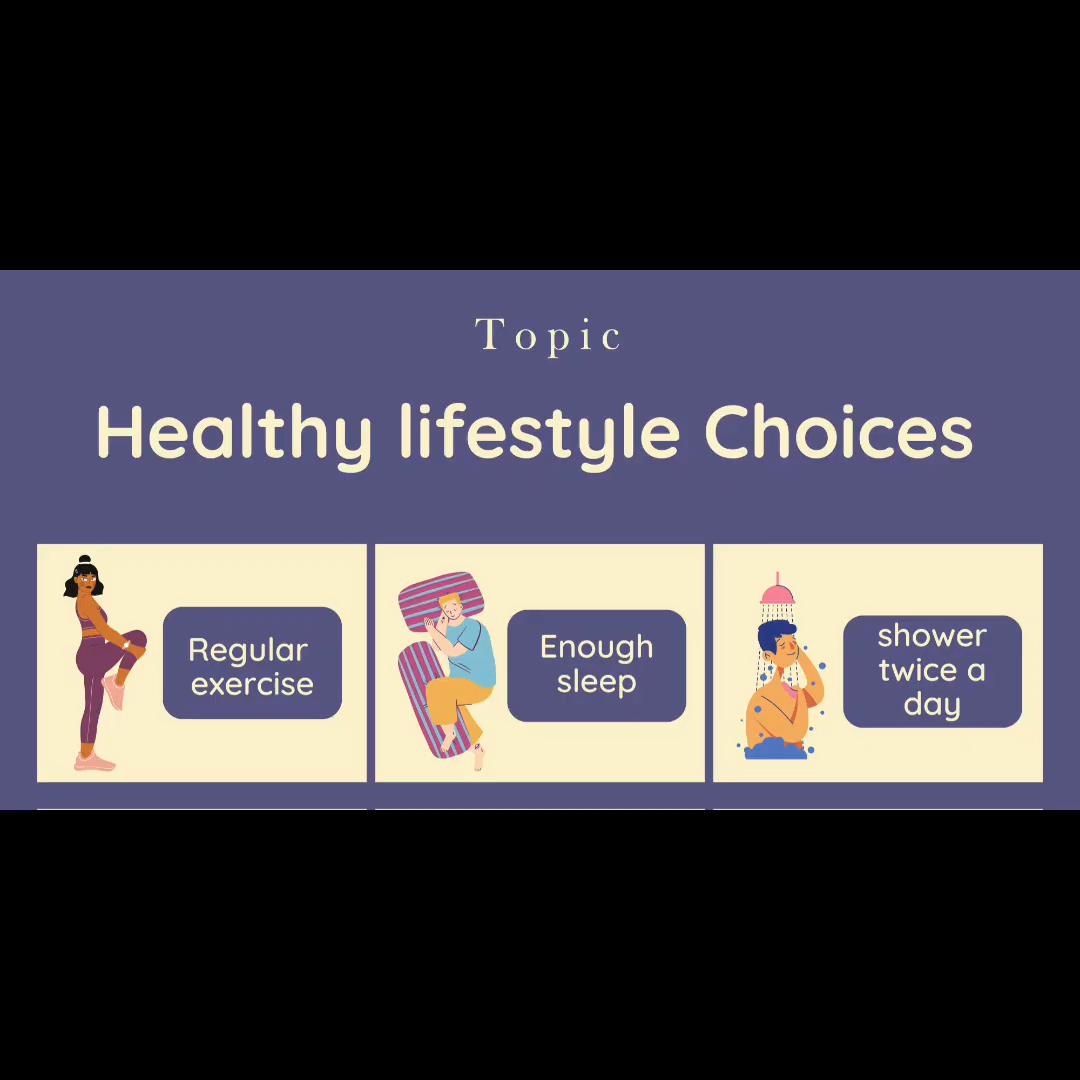 Topic
Healthy lifestyle Choices
Regular
exercise
Enough
sleep
shower
twice a
day